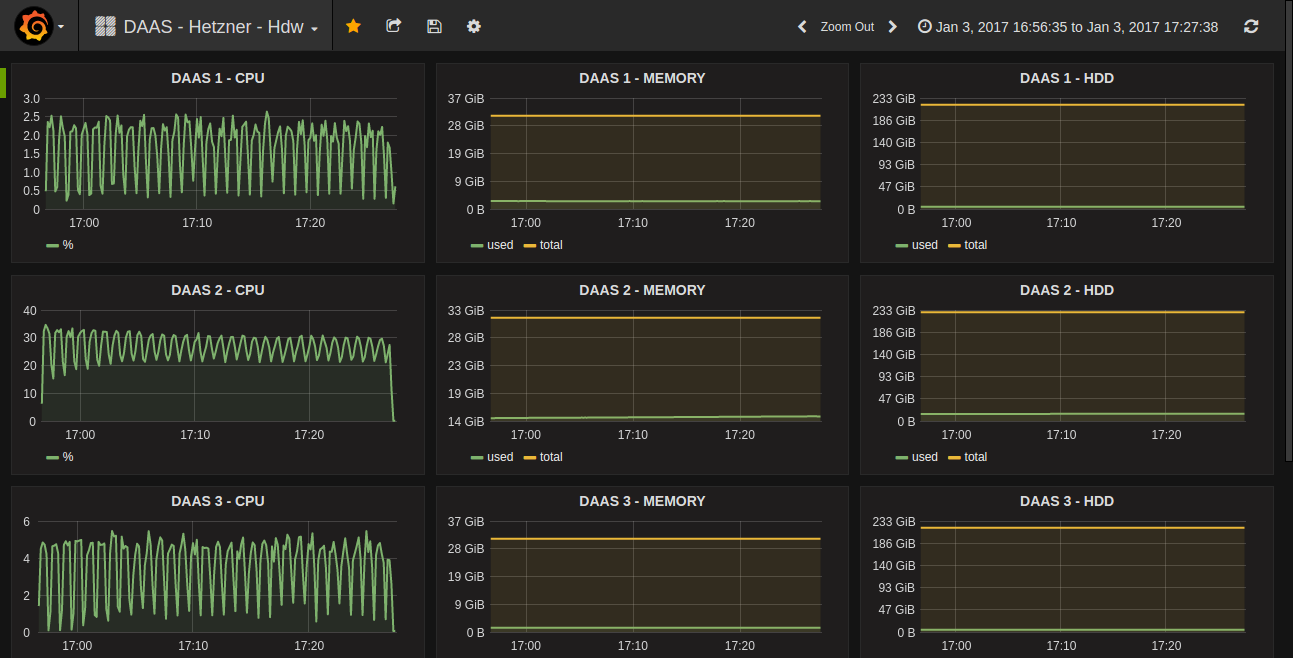 DAAS - Hetzner - Hdw
Zoom Out
Jan 3, 2017 16:56:35 to Jan 3, 2017 17:27:38
DAAS 1 - CPU
3.0
2.5
2.0
1.5
1.0
0.5
0
17:00 17:10 17:20
%
DAAS 1 - MEMORY
37 GiB
28 GiB
19 GiB
9 GiB
0 B
17:00 17:10 17:20
used total
DAAS 1 - HDD
233 GiB
186 GiB
140 GiB
93 GiB
47 GiB
0 B
17:00 17:10 17:20
used total
DAAS 2 - CPU
40
30
20
10
0
17:00 17:10 17:20
%
DAAS 2 - MEMORY
33 GiB
28 GiB
23 GiB
19 GiB
14 GiB
17:00 17:10 17:20
used total
DAAS 2 - HDD
233 GiB
186 GiB
140 GiB
93 GiB
47 GiB
0 B
17:00 17:10 17:20
used total
DAAS 3 - CPU
6
4
2
0
17:00 17:10 17:20
DAAS 3 - MEMORY
37 GiB
28 GiB
19 GiB
9 GiB
0 B
17:00 17:10 17:20
DAAS 3 - HDD
233 GiB
186 GiB
140 GiB
93 GiB
47 GiB
0 B
17:00 17:10 17:20